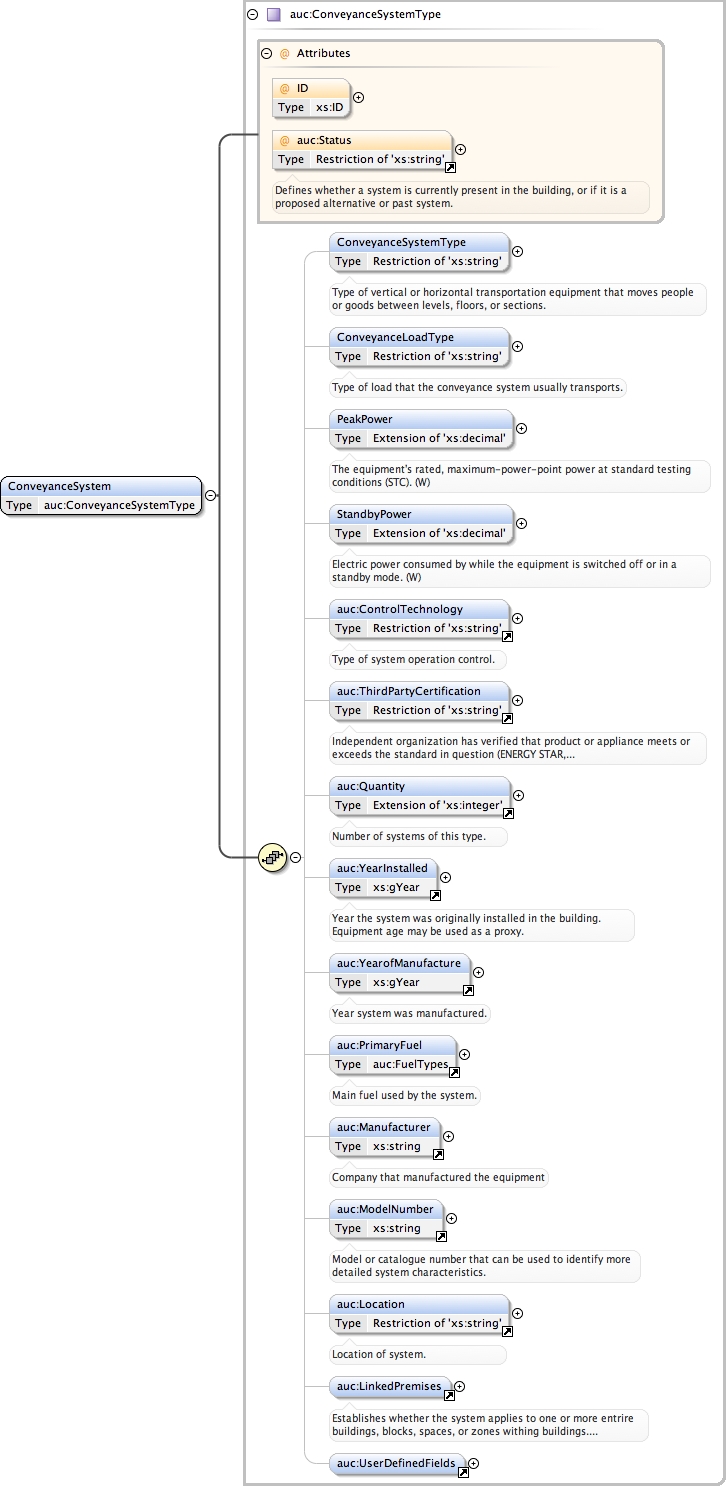 auc:ConveyanceSystemType
@ Attributes
@ ID
Type xs:ID
@ auc:Status
Type Restriction of 'xs:string'
Defines whether a system is currently present in the building, or if it is a
proposed alternative or past system.
ConveyanceSystemType
Type Restriction of 'xs:string'
Type of vertical or horizontal transportation equipment that moves people
or goods between levels, floors, or sections.
ConveyanceLoadType
Type Restriction of 'xs:string'
Type of load that the conveyance system usually transports.
PeakPower
Type Extension of 'xs:decimal'
The equipment's rated, maximum-power-point power at standard testing
conditions (STC). (W)
ConveyanceSystem
Type auc:ConveyanceSystemType
StandbyPower
Type Extension of 'xs:decimal'
Electric power consumed by while the equipment is switched off or in a
standby mode. (W)
auc:ControlTechnology
Type Restriction of 'xs:string'
Type of system operation control.
auc:ThirdPartyCertification
Type Restriction of 'xs:string'
Independent organization has verified that product or appliance meets or
exceeds the standard in question (ENERGY STAR,...
auc:Quantity
Type Extension of 'xs:integer'
Number of systems of this type.
auc:YearInstalled
Type xs:gYear
Year the system was originally installed in the building.
Equipment age may be used as a proxy.
auc:YearofManufacture
Type xs:gYear
Year system was manufactured.
auc:PrimaryFuel
Type auc:FuelTypes
Main fuel used by the system.
auc:Manufacturer
Type xs:string
Company that manufactured the equipment
auc:ModelNumber
Type xs:string
Model or catalogue number that can be used to identify more
detailed system characteristics.
auc:Location
Type Restriction of 'xs:string'
Location of system.
auc:LinkedPremises
Establishes whether the system applies to one or more entrire
buildings, blocks, spaces, or zones withing buildings....
auc:UserDefinedFields